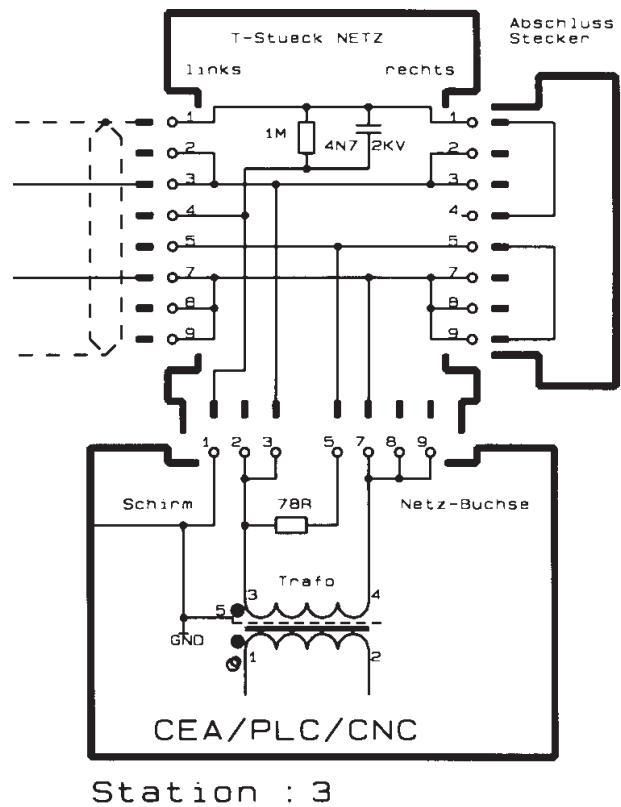 Abschluss
Stecker
T-Stueck NETZ
links rechts
1 1
1M 4N7 2KV
2 2
3 3
4 4
5 5
7 7
8 8
9 9
1 2 3 5 7 8 9
Schirm 78R Netz-Buchse
Trafo
3 4
5
GND
1 2
CEA/PLC/CNC
Station : 3